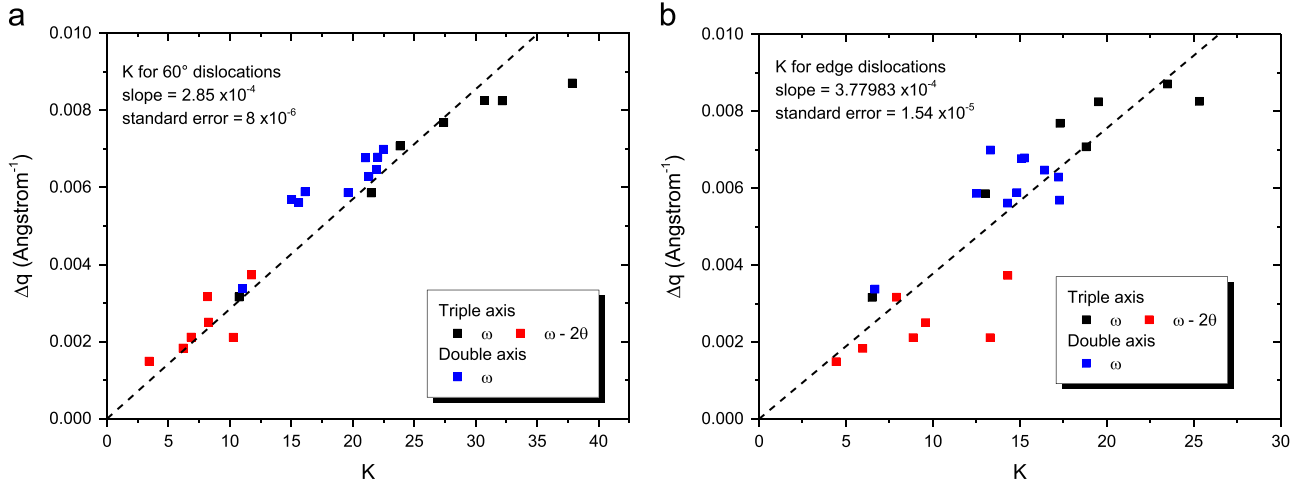 a
0.010
0.008
0.006
0.004
0.002
0.000
Δq (Angstrom⁻¹)
K for 60° dislocations
slope = 2.85 x10⁻⁴
standard error = 8 x10⁻⁶
Triple axis
ω ω - 2θ
Double axis
ω
0 5 10 15 20 25 30 35 40
K
b
0.010
0.008
0.006
0.004
0.002
0.000
Δq (Angstrom⁻¹)
K for edge dislocations
slope = 3.77983 x10⁻⁴
standard error = 1.54 x10⁻⁵
Triple axis
ω ω - 2θ
Double axis
ω
0 5 10 15 20 25 30
K